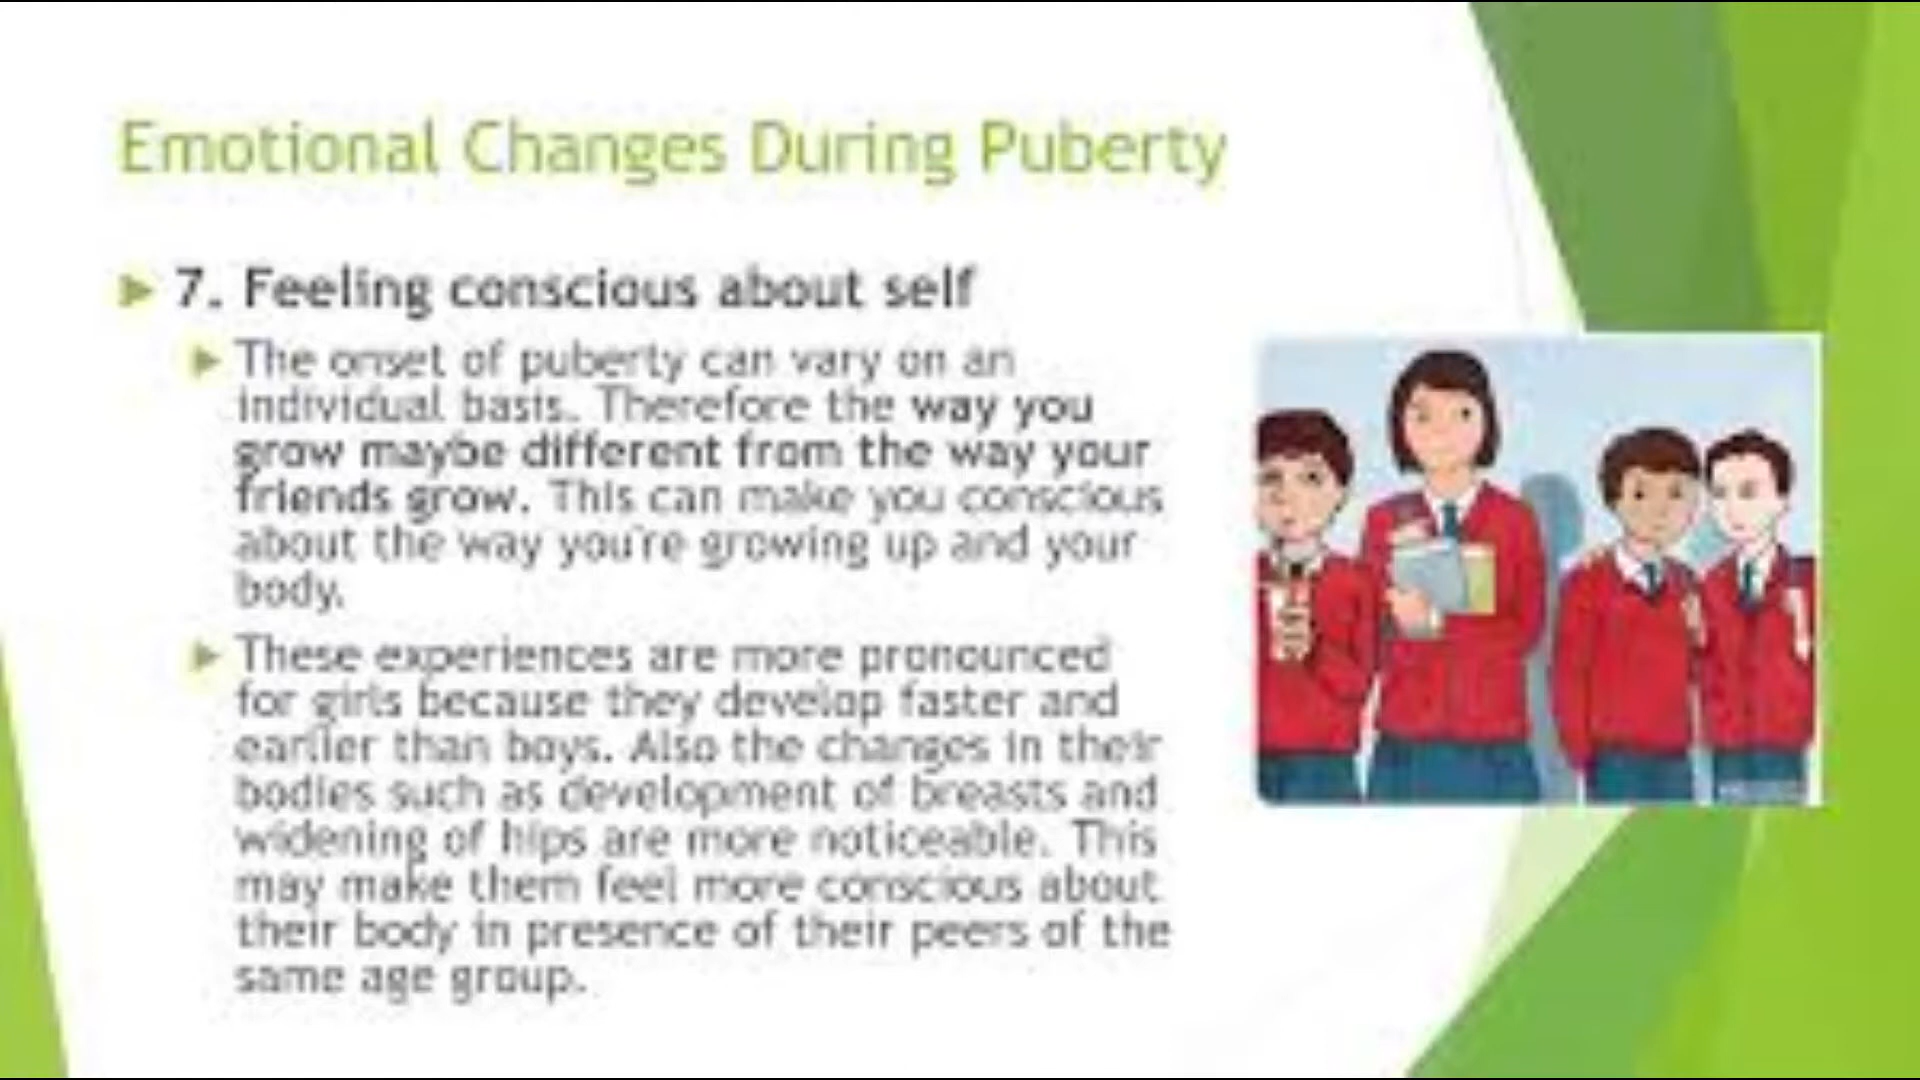 Emotional Changes During Puberty
7. Feeling conscious about self
The onset of puberty can vary on an
individual basis. Therefore the way you
grow maybe different from the way your
friends grow. This can make you conscious
about the way you're growing up and your
body.
These experiences are more pronounced
for girls because they develop faster and
earlier than boys. Also the changes in their
bodies such as development of breasts and
widening of hips are more noticeable. This
may make them feel more conscious about
their body in presence of their peers of the
same age group.